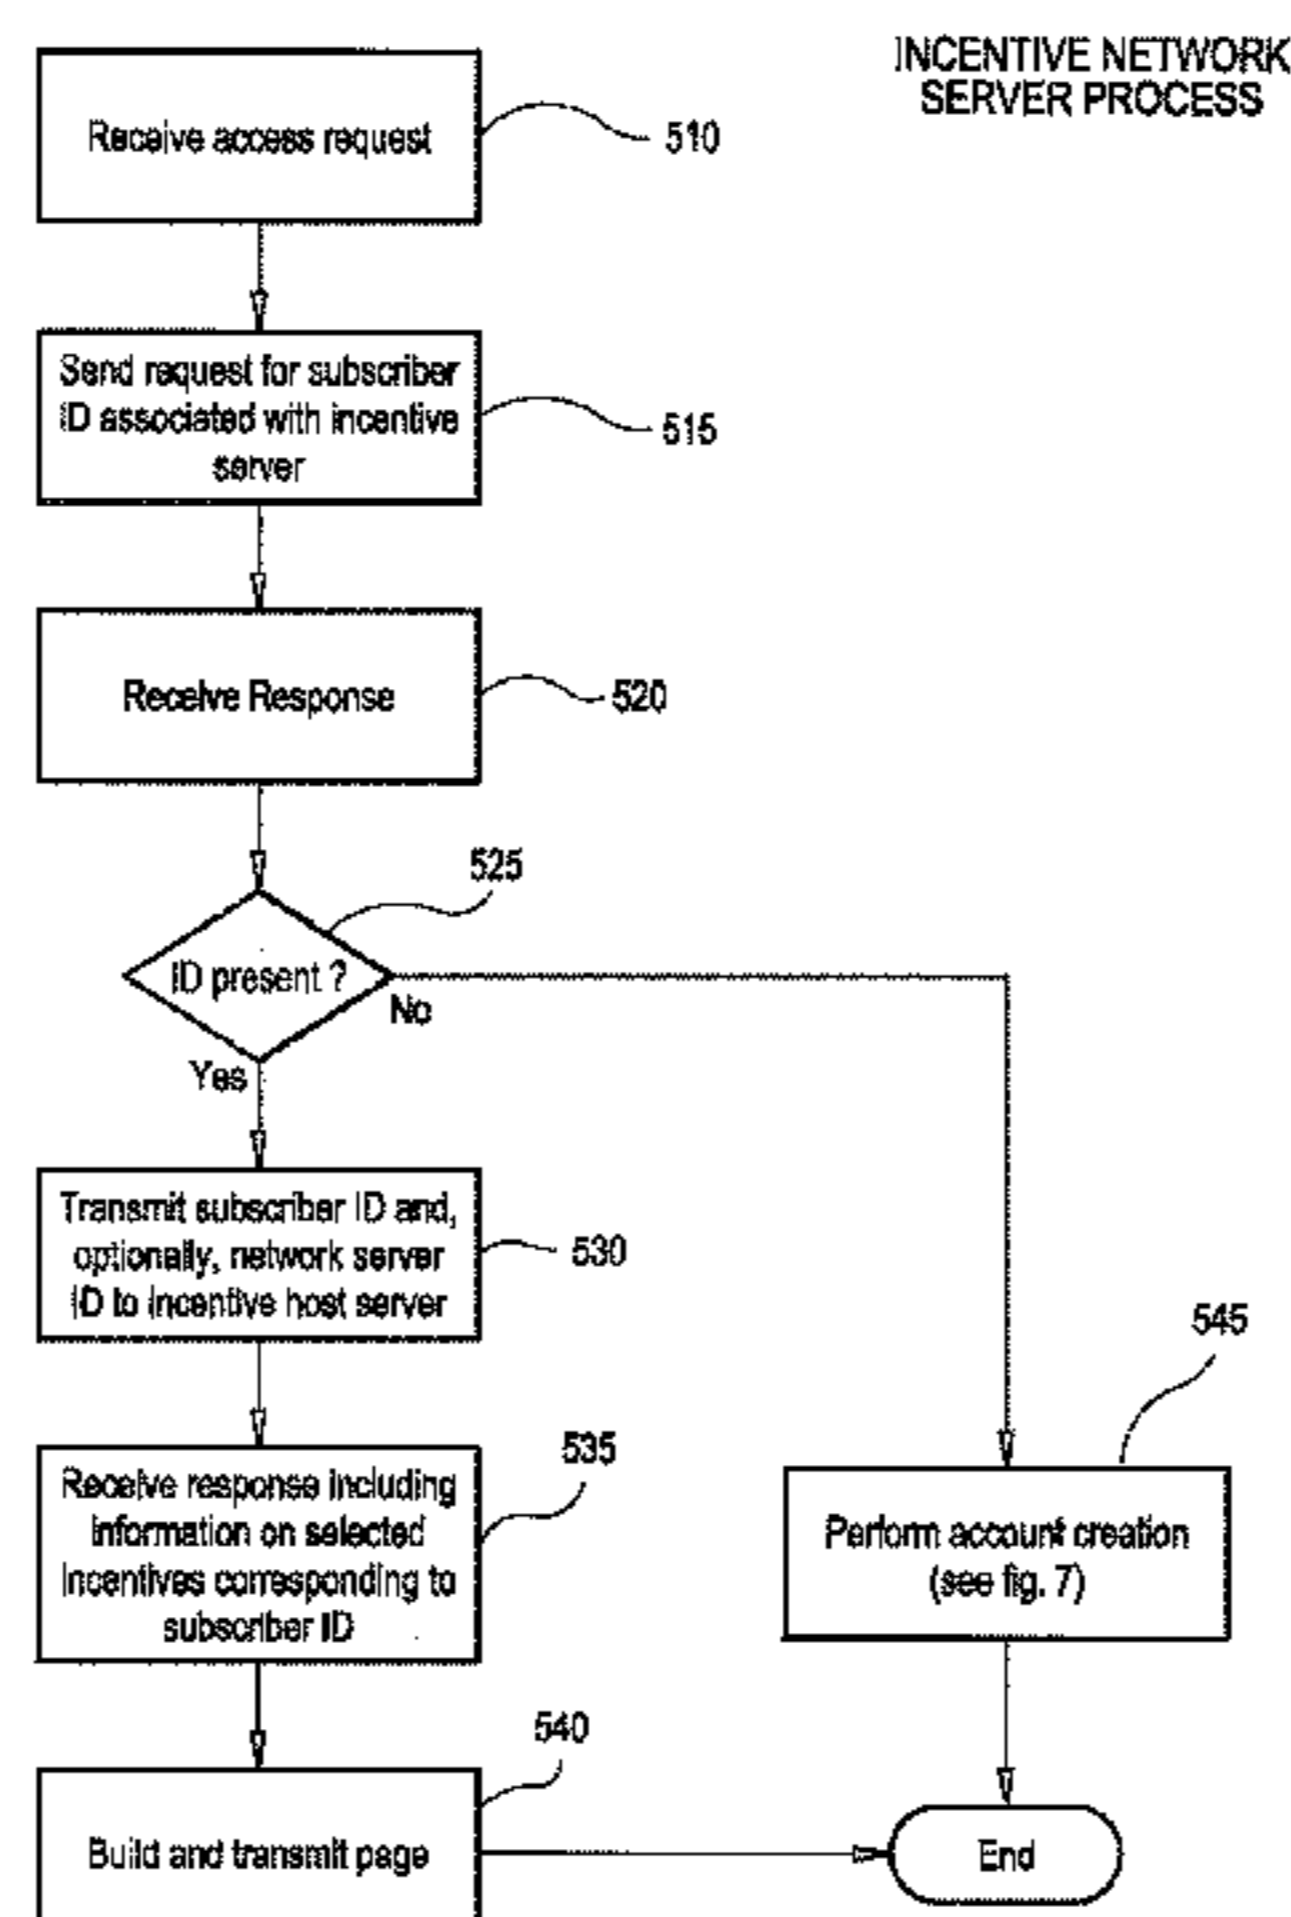 INCENTIVE NETWORK
SERVER PROCESS
Receive access request
510
Send request for subscriber
ID associated with incentive
server
515
Receive Response
520
525
ID present ?
No
Yes
Transmit subscriber ID and,
optionally, network server
ID to incentive host server
530
535
Receive response including
information on selected
incentives corresponding to
subscriber ID
545
Perform account creation
(see fig. 7)
540
Build and transmit page
End